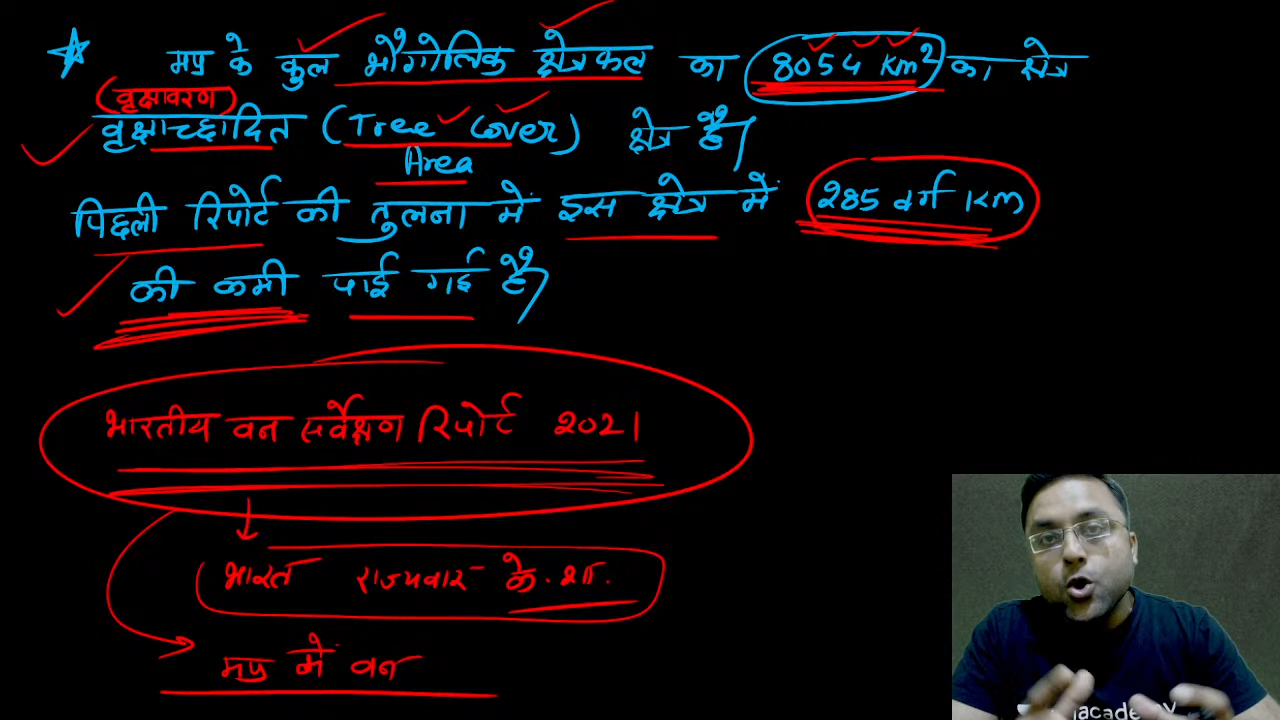 मप्र के कुल भौगोलिक क्षेत्रफल का 8054 Km² का क्षेत्र
(वृक्षावरण)
वृक्षाच्छादित (Tree Cover) क्षेत्र है।
Area
पिछली रिपोर्ट की तुलना में इस क्षेत्र में 285 वर्ग Km
की कमी पाई गई है।
भारतीय वन सर्वेक्षण रिपोर्ट 2021
भारत राज्यवार के.शा.
मप्र में वन